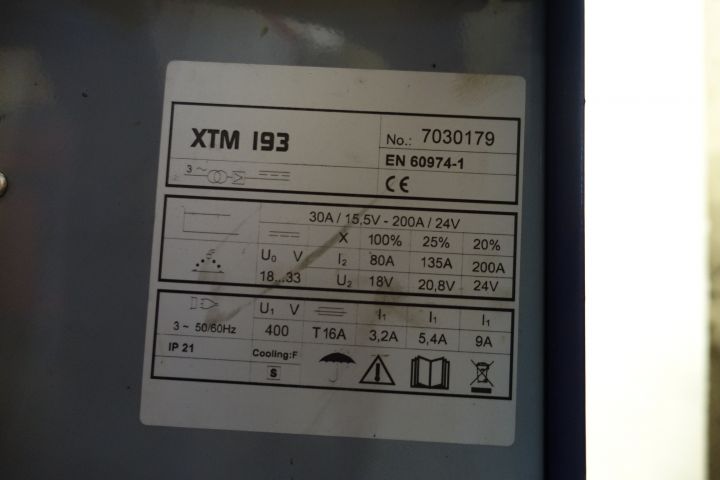 XTM 193
No.: 7030179
EN 60974-1
CE
3 ~
30A / 15,5V - 200A / 24V
X 100% 25% 20%
U₀ V I₂ 80A 135A 200A
18...33 U₂ 18V 20,8V 24V
U₁ V I₁ I₁ I₁
3 ~ 50/60Hz 400 T16A 3,2A 5,4A 9A
IP 21 Cooling:F
S